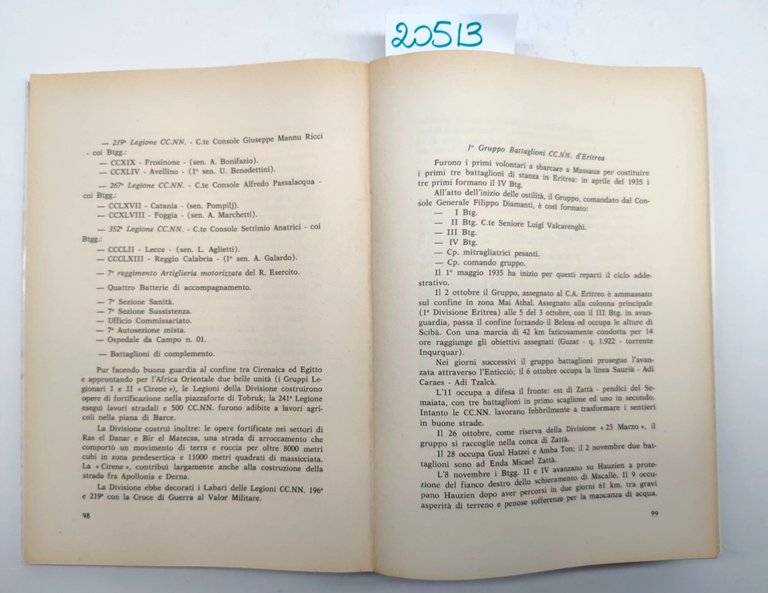 20513
— 219ª Legione CC.NN. - C.te Console Giuseppe Mannu Ricci
- coi Btgg.:
— CCXIX - Frosinone - (sen. A. Bonifazio).
— CCXLIV - Avellino - (1° sen. U. Benedettini).
— 267ª Legione CC.NN. - C.te Console Alfredo Passalacqua -
coi Btgg.:
— CCLXVII - Catania - (sen. Pompilj).
— CCXLVIII - Foggia - (sen. A. Marchetti).
— 352ª Legione CC.NN. - C.te Console Settimio Anatrici - coi
Btgg.:
— CCCLII - Lecce - (sen. L. Aglietti).
— CCCLXIII - Reggio Calabria - (1° sen. A. Galardo).
— 7° raggimento Artiglieria motorizzata del R. Esercito.
— Quattro Batterie di accompagnamento.
— 7ª Sezione Sanità.
— 7ª Sezione Sussistenza.
— Ufficio Commissariato.
— 7ª Autosezione mista.
— Ospedale da Campo n. 01.
— Battaglioni di complemento.
Pur facendo buona guardia al confine tra Cirenaica ed Egitto
e approntando per l'Africa Orientale due belle unità (i Gruppi Le-
gionari I e II « Cirene »), le Legioni della Divisione costruirono
opere di fortificazione nella piazzaforte di Tobruk; la 241ª Legione
eseguì lavori stradali e 500 CC.NN. furono adibite a lavori agri-
coli nella piana di Barce.
La Divisione costruì inoltre: le opere fortificate nei settori di
Ras el Danar e Bir el Matecsa, una strada di arroccamento che
comportò un movimento di terra e roccia per oltre 8000 metri
cubi in zona predesertica e 11000 metri quadrati di massicciata.
La « Cirene », contribuì largamente anche alla costruzione della
strada fra Apollonia e Derna.
La Divisione ebbe decorati i Labari delle Legioni CC.NN. 196ª
e 219ª con la Croce di Guerra al Valor Militare.
98
1° Gruppo Battaglioni CC.NN. d'Eritrea
Furono i primi volontari a sbarcare a Massaua per costituire
i primi tre battaglioni di stanza in Eritrea: in aprile del 1935 i
tre primi formano il IV Btg.
All'atto dell'inizio delle ostilità, il Gruppo, comandato dal Con-
sole Generale Filippo Diamanti, è così formato:
— I Btg.
— II Btg. C.te Seniore Luigi Valcarenghi.
— III Btg.
— IV Btg.
— Cp. mitragliatrici pesanti.
— Cp. comando gruppo.
Il 1° maggio 1935 ha inizio per questi reparti il ciclo adde-
strativo.
Il 2 ottobre il Gruppo, assegnato al C.A. Eritreo è ammassato
sul confine in zona Mai Athal. Assegnato alla colonna principale
(1ª Divisione Eritrea) alle 5 del 3 ottobre, con il III Btg. in avan-
guardia, passa il confine forzando il Belesa ed occupa le alture di
Scibà. Con una marcia di 42 km faticosamente condotta per 14
ore raggiunge gli obiettivi assegnati (Guzat - q. 1.922 - torrente
Inqurquar).
Nei giorni successivi il gruppo battaglioni prosegue l'avan-
zata attraverso l'Enticciò; il 6 ottobre occupa la linea Saurià - Adi
Caraes - Adi Tzalcà.
L'11 occupa a difesa il fronte: est di Zattà - pendici del Se-
maiata, con tre battaglioni in primo scaglione ed uno in secondo.
Intanto le CC.NN. lavorano febbrilmente a trasformare i sentieri
in buone strade.
Il 26 ottobre, come riserva della Divisione « 23 Marzo », il
gruppo si raccoglie nella conca di Zattà.
Il 28 occupa Gual Hatzei e Amba Ton; il 2 novembre due bat-
taglioni sono ad Enda Micael Zattà.
L'8 novembre i Btgg. II e IV avanzano su Hauzien a prote-
zione del fianco destro dello schieramento di Macallè. Il 9 occu-
pano Hauzien dopo aver percorsi in due giorni 61 km. tra gravi
asperità di terreno e penose sofferenze per la mancanza di acqua.
99